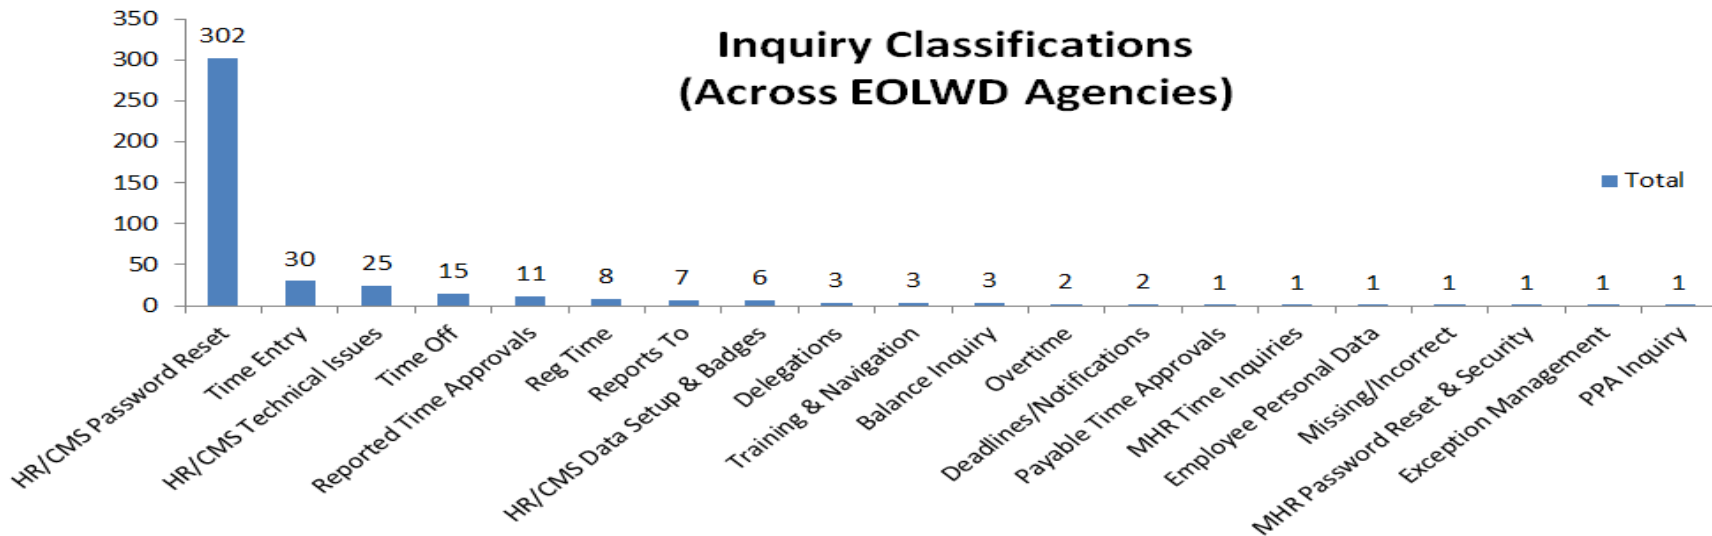 Inquiry Classifications
(Across EOLWD Agencies)
350
300
250
200
150
100
50
0
302
30
25
15
11
8
7
6
3
3
3
2
2
1
1
1
1
1
1
1
Total
HR/CMS Password Reset
Time Entry
HR/CMS Technical Issues
Time Off
Reported Time Approvals
Reg Time
Reports To
HR/CMS Data Setup & Badges
Delegations
Training & Navigation
Balance Inquiry
Overtime
Deadlines/Notifications
Payable Time Approvals
MHR Time Inquiries
Employee Personal Data
Missing/Incorrect
MHR Password Reset & Security
Exception Management
PPA Inquiry